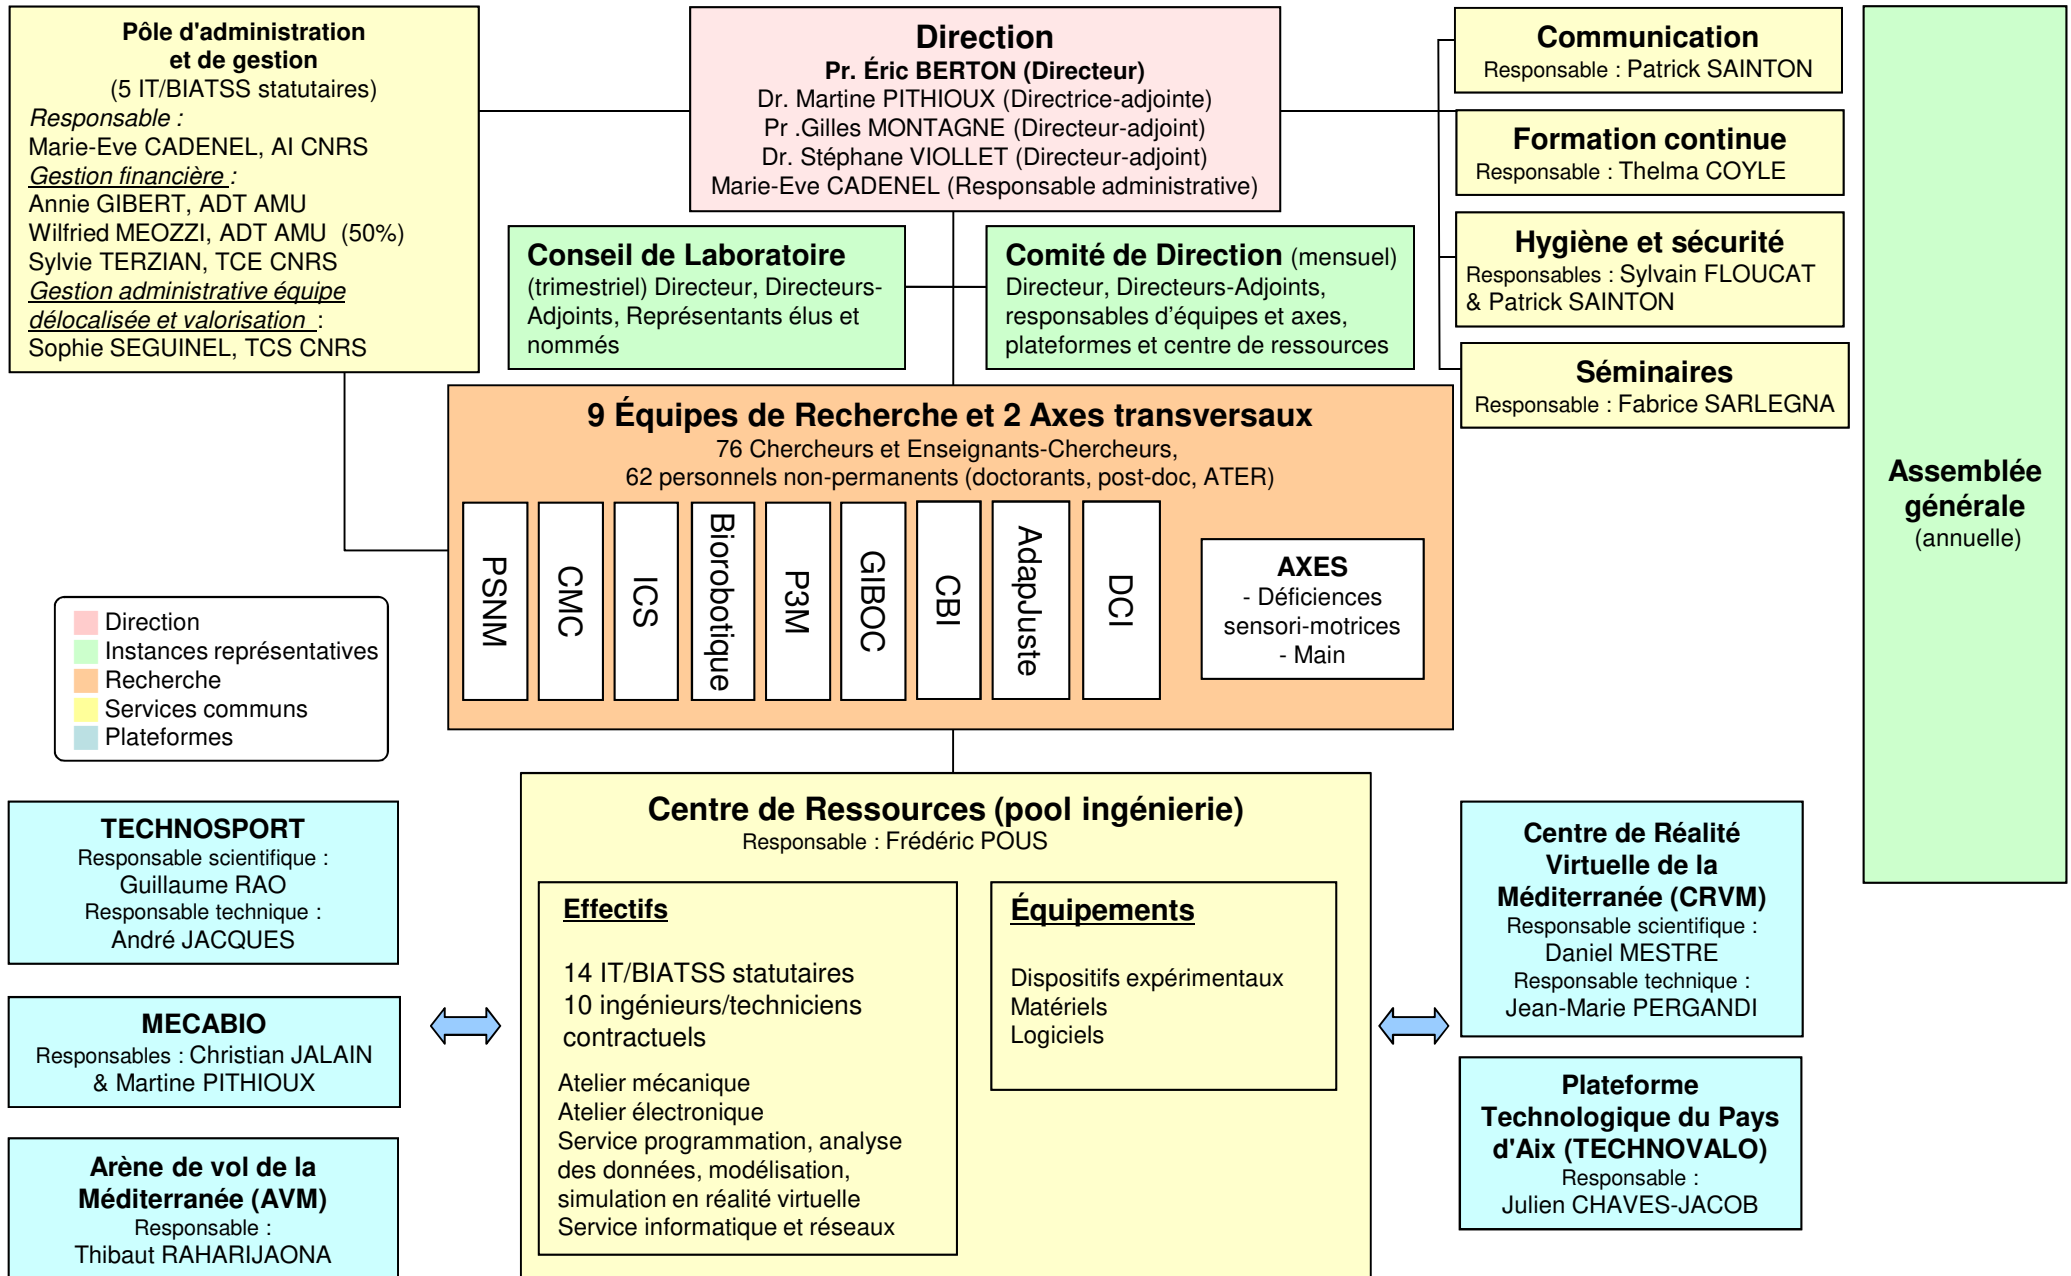 Pôle d'administration
et de gestion
(5 IT/BIATSS statutaires)
Responsable :
Marie-Eve CADENEL, AI CNRS
Gestion financière :
Annie GIBERT, ADT AMU
Wilfried MEOZZI, ADT AMU (50%)
Sylvie TERZIAN, TCE CNRS
Gestion administrative équipe
délocalisée et valorisation :
Sophie SEGUINEL, TCS CNRS
Direction
Pr. Éric BERTON (Directeur)
Dr. Martine PITHIOUX (Directrice-adjointe)
Pr .Gilles MONTAGNE (Directeur-adjoint)
Dr. Stéphane VIOLLET (Directeur-adjoint)
Marie-Eve CADENEL (Responsable administrative)
Communication
Responsable : Patrick SAINTON
Formation continue
Responsable : Thelma COYLE
Hygiène et sécurité
Responsables : Sylvain FLOUCAT
& Patrick SAINTON
Séminaires
Responsable : Fabrice SARLEGNA
Assemblée
générale
(annuelle)
Conseil de Laboratoire
(trimestriel) Directeur, Directeurs-
Adjoints, Représentants élus et
nommés
Comité de Direction (mensuel)
Directeur, Directeurs-Adjoints,
responsables d'équipes et axes,
plateformes et centre de ressources
9 Équipes de Recherche et 2 Axes transversaux
76 Chercheurs et Enseignants-Chercheurs,
62 personnels non-permanents (doctorants, post-doc, ATER)
PSNM
CMC
ICS
Biorobotique
P3M
GIBOC
CBI
AdapJuste
DCI
AXES
- Déficiences
sensori-motrices
- Main
Direction
Instances représentatives
Recherche
Services communs
Plateformes
TECHNOSPORT
Responsable scientifique :
Guillaume RAO
Responsable technique :
André JACQUES
MECABIO
Responsables : Christian JALAIN
& Martine PITHIOUX
Arène de vol de la
Méditerranée (AVM)
Responsable :
Thibaut RAHARIJAONA
Centre de Ressources (pool ingénierie)
Responsable : Frédéric POUS
Effectifs
14 IT/BIATSS statutaires
10 ingénieurs/techniciens
contractuels
Atelier mécanique
Atelier électronique
Service programmation, analyse
des données, modélisation,
simulation en réalité virtuelle
Service informatique et réseaux
Équipements
Dispositifs expérimentaux
Matériels
Logiciels
Centre de Réalité
Virtuelle de la
Méditerranée (CRVM)
Responsable scientifique :
Daniel MESTRE
Responsable technique :
Jean-Marie PERGANDI
Plateforme
Technologique du Pays
d'Aix (TECHNOVALO)
Responsable :
Julien CHAVES-JACOB